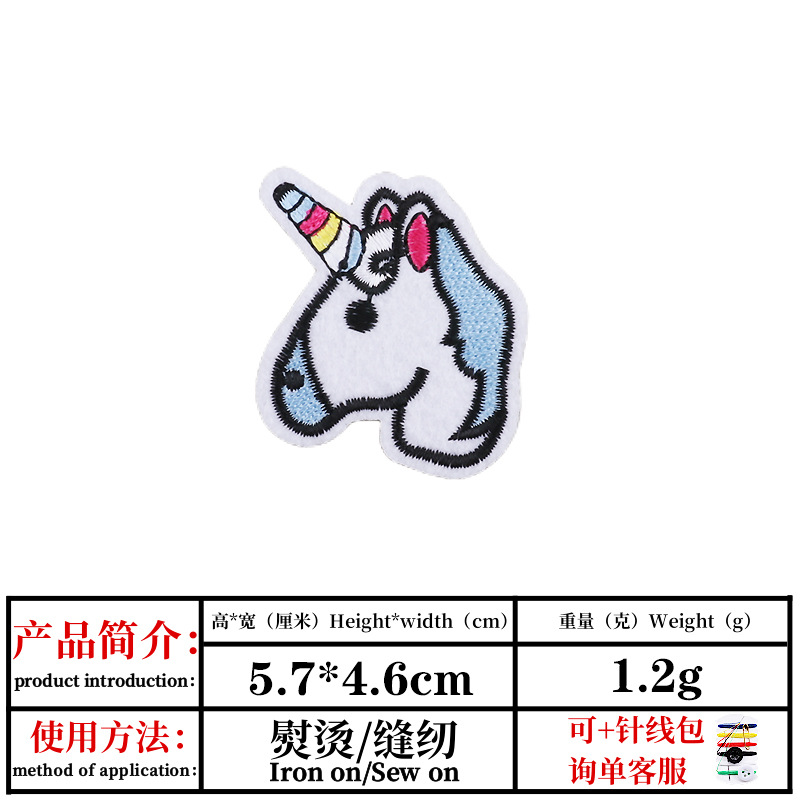 产品简介：
product introduction：
高*宽（厘米）Height*width（cm）
重量（克）Weight（g）
5.7*4.6cm
1.2g
使用方法：
method of application：
熨烫/缝纫
Iron on/Sew on
可+针线包
询单客服